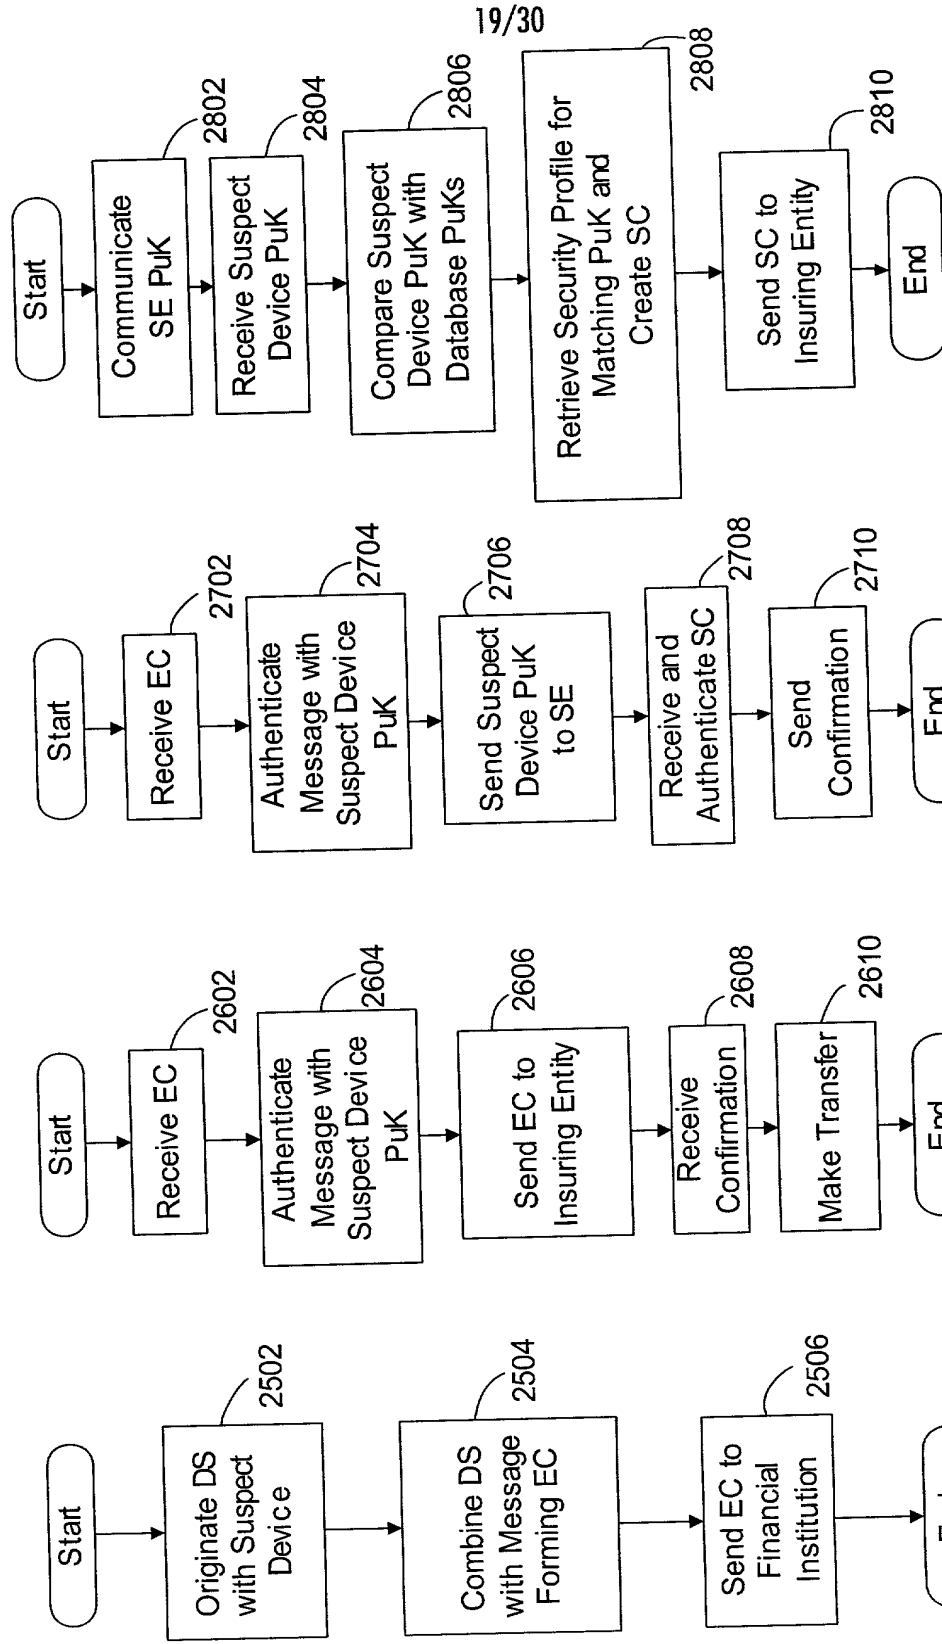 19/30
Start
Originate DS
with Suspect
Device
2502
Combine DS
with Message
Forming EC
2504
Send EC to
Financial
Institution
2506
Start
Receive EC
2602
Authenticate
Message with
Suspect Device
PuK
2604
Send EC to
Insuring Entity
2606
Receive
Confirmation
2608
Make Transfer
2610
End
Start
Receive EC
2702
Authenticate
Message with
Suspect Device
PuK
2704
Send Suspect
Device PuK
to SE
2706
Receive and
Authenticate SC
2708
Send
Confirmation
2710
End
Start
Communicate
SE PuK
2802
Receive Suspect
Device PuK
2804
Compare Suspect
Device PuK with
Database PuKs
2806
Retrieve Security Profile for
Matching PuK and
Create SC
2808
Send SC to
Insuring Entity
2810
End